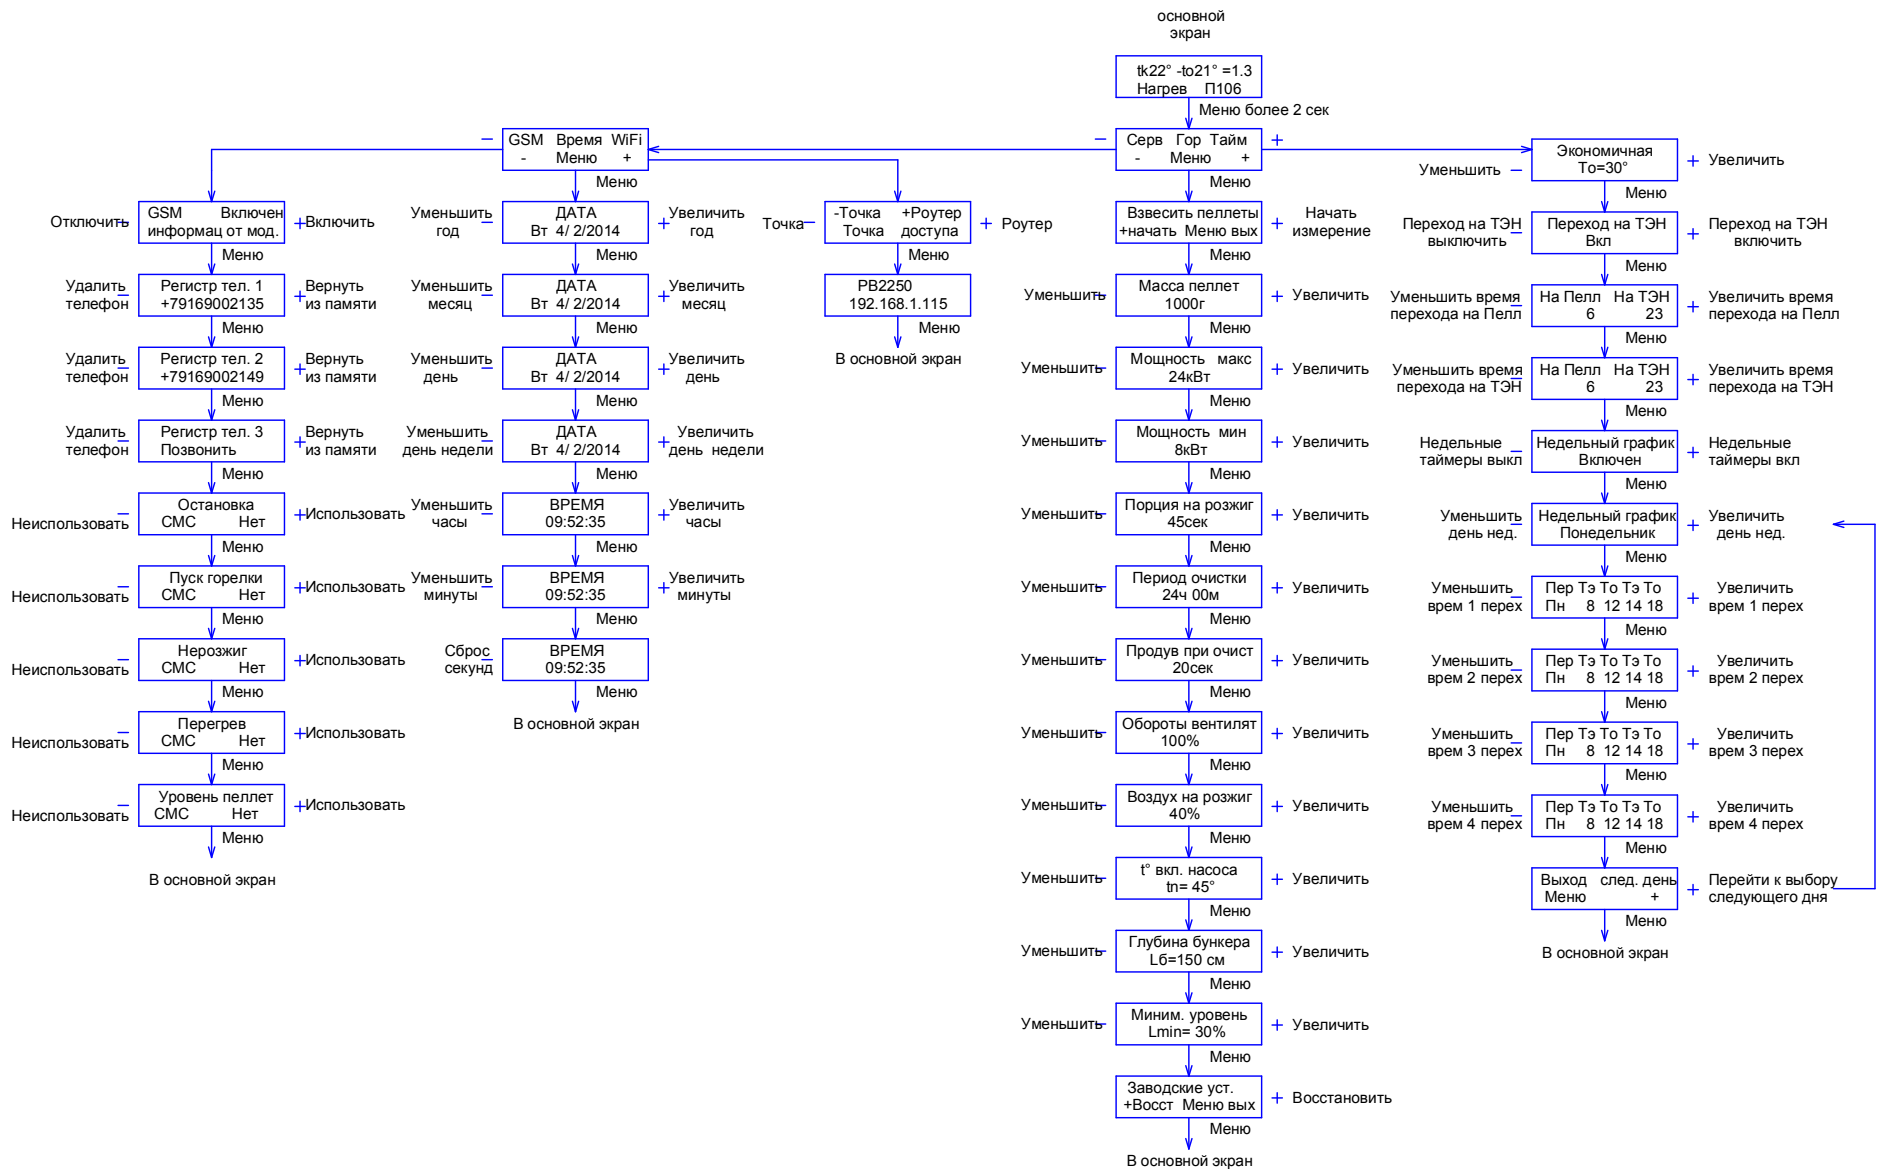 основной
экран
tk22° -to21° =1.3
Нагрев П106
Меню более 2 сек
GSM Время WiFi
- Меню +
–
Меню
GSM Включен
информац от мод.
Отключить –
+ Включить
Меню
Регистр тел. 1
+79169002135
Удалить
телефон –
+ Вернуть
из памяти
Меню
Регистр тел. 2
+79169002149
Удалить
телефон –
+ Вернуть
из памяти
Меню
Регистр тел. 3
Позвонить
Удалить
телефон –
+ Вернуть
из памяти
Меню
Остановка
СМС Нет
Неиспользовать –
+ Использовать
Меню
Пуск горелки
СМС Нет
Неиспользовать –
+ Использовать
Меню
Нерозжиг
СМС Нет
Неиспользовать –
+ Использовать
Меню
Перегрев
СМС Нет
Неиспользовать –
+ Использовать
Меню
Уровень пеллет
СМС Нет
Неиспользовать –
+ Использовать
Меню
В основной экран
ДАТА
Вт 4/ 2/2014
Уменьшить
год –
+ Увеличить
год
Меню
ДАТА
Вт 4/ 2/2014
Уменьшить
месяц –
+ Увеличить
месяц
Меню
ДАТА
Вт 4/ 2/2014
Уменьшить
день –
+ Увеличить
день
Меню
ДАТА
Вт 4/ 2/2014
Уменьшить
день недели –
+ Увеличить
день недели
Меню
ВРЕМЯ
09:52:35
Уменьшить
часы –
+ Увеличить
часы
Меню
ВРЕМЯ
09:52:35
Уменьшить
минуты –
+ Увеличить
минуты
Меню
ВРЕМЯ
09:52:35
Сброс
секунд –
Меню
В основной экран
-Точка +Роутер
Точка доступа
Точка –
+ Роутер
Меню
РВ2250
192.168.1.115
Меню
В основной экран
Серв Гор Тайм
- Меню +
–
+
Меню
Взвесить пеллеты
+начать Меню вых
+ Начать
измерение
Меню
Масса пеллет
1000г
Уменьшить –
+ Увеличить
Меню
Мощность макс
24кВт
Уменьшить –
+ Увеличить
Меню
Мощность мин
8кВт
Уменьшить –
+ Увеличить
Меню
Порция на розжиг
45сек
Уменьшить –
+ Увеличить
Меню
Период очистки
24ч 00м
Уменьшить –
+ Увеличить
Меню
Продув при очист
20сек
Уменьшить –
+ Увеличить
Меню
Обороты вентилят
100%
Уменьшить –
+ Увеличить
Меню
Воздух на розжиг
40%
Уменьшить –
+ Увеличить
Меню
t° вкл. насоса
tn= 45°
Уменьшить –
+ Увеличить
Меню
Глубина бункера
Lб=150 см
Уменьшить –
+ Увеличить
Меню
Миним. уровень
Lmin= 30%
Уменьшить –
+ Увеличить
Меню
Заводские уст.
+Восст Меню вых
+ Восстановить
Меню
В основной экран
Экономичная
То=30°
Уменьшить –
+ Увеличить
Меню
Переход на ТЭН
Вкл
Переход на ТЭН
выключить –
+ Переход на ТЭН
включить
Меню
На Пелл На ТЭН
6 23
Уменьшить время
перехода на Пелл –
+ Увеличить время
перехода на Пелл
Меню
На Пелл На ТЭН
6 23
Уменьшить время
перехода на ТЭН –
+ Увеличить время
перехода на ТЭН
Меню
Недельный график
Включен
Недельные
таймеры выкл –
+ Недельные
таймеры вкл
Меню
Недельный график
Понедельник
Уменьшить
день нед. –
+ Увеличить
день нед.
Меню
Пер Тэ То Тэ То
Пн 8 12 14 18
Уменьшить
врем 1 перех –
+ Увеличить
врем 1 перех
Меню
Пер Тэ То Тэ То
Пн 8 12 14 18
Уменьшить
врем 2 перех –
+ Увеличить
врем 2 перех
Меню
Пер Тэ То Тэ То
Пн 8 12 14 18
Уменьшить
врем 3 перех –
+ Увеличить
врем 3 перех
Меню
Пер Тэ То Тэ То
Пн 8 12 14 18
Уменьшить
врем 4 перех –
+ Увеличить
врем 4 перех
Меню
Выход след. день
Меню +
+ Перейти к выбору
следующего дня
Меню
В основной экран